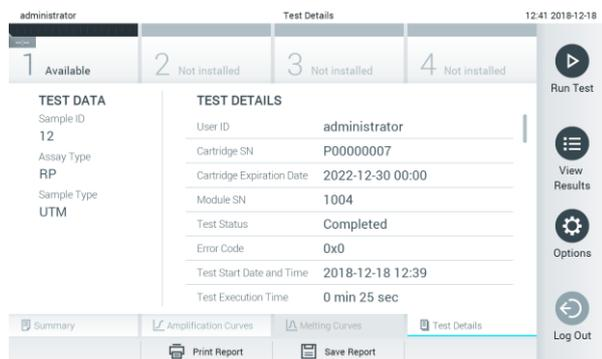 administrator Test Details 12:41 2018-12-18
1 Available 2 Not installed 3 Not installed 4 Not installed
Run Test
TEST DATA
Sample ID
12
Assay Type
RP
Sample Type
UTM
TEST DETAILS
User ID administrator
Cartridge SN P00000007
Cartridge Expiration Date 2022-12-30 00:00
Module SN 1004
Test Status Completed
Error Code 0x0
Test Start Date and Time 2018-12-18 12:39
Test Execution Time 0 min 25 sec
View
Results
Options
Log Out
Summary Amplification Curves Melting Curves Test Details
Print Report Save Report